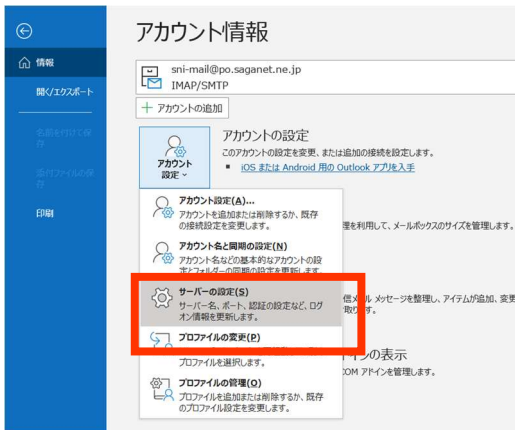 アカウント情報
情報
開く/エクスポート
名前を付けて保
存
添付ファイルの保
存
印刷
sni-mail@po.saganet.ne.jp
IMAP/SMTP
アカウントの追加
アカウント
設定
アカウントの設定
このアカウントの設定を変更、または追加の接続を設定します。
iOS または Android 用の Outlook アプリを入手
アカウント設定(A)...
アカウントを追加または削除するか、既存
の接続設定を変更します。
理を利用して、メールボックスのサイズを管理します。
アカウント名と同期の設定(N)
アカウント名などの基本的なアカウントの設
定とフォルダーの同期の設定を更新します。
サーバーの設定(S)
サーバー名、ポート、認証の設定など、ログ
オン情報を更新します。
信メール メッセージを整理し、アイテムが追加、変更
取ります。
プロファイルの変更(P)
プロファイルを選択します。
ドインの表示
COM アドインを管理します。
プロファイルの管理(O)
プロファイルを追加または削除するか、既存
のプロファイル設定を変更します。